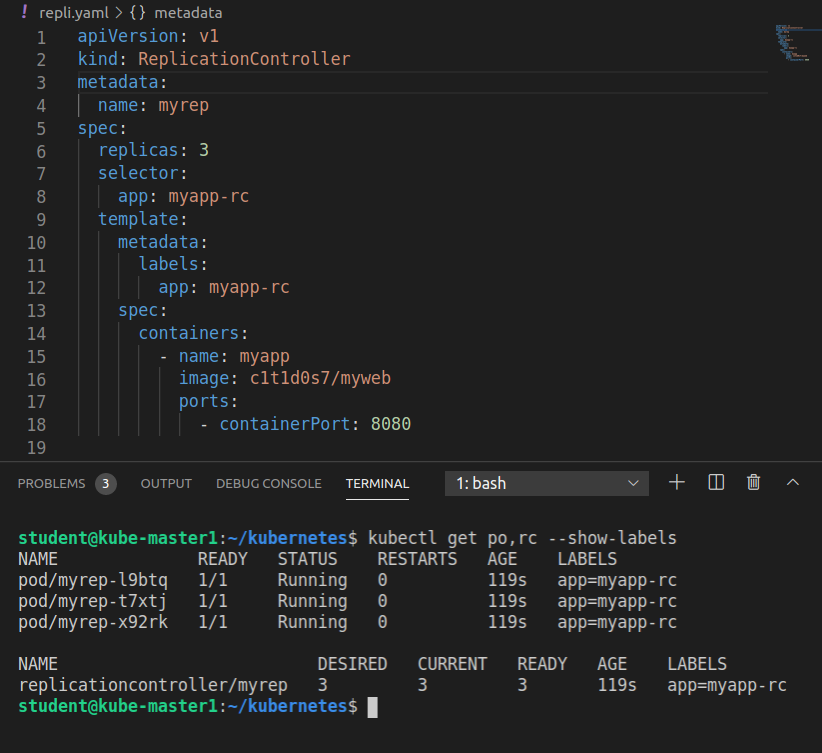 ! repli.yaml > {} metadata
1 apiVersion: v1
2 kind: ReplicationController
3 metadata:
4   name: myrep
5 spec:
6   replicas: 3
7   selector:
8     app: myapp-rc
9   template:
10     metadata:
11       labels:
12         app: myapp-rc
13     spec:
14       containers:
15         - name: myapp
16           image: c1t1d0s7/myweb
17           ports:
18             - containerPort: 8080
19
PROBLEMS 3 OUTPUT DEBUG CONSOLE TERMINAL 1: bash
student@kube-master1:~/kubernetes$ kubectl get po,rc --show-labels
NAME              READY   STATUS    RESTARTS   AGE    LABELS
pod/myrep-l9btq   1/1     Running   0          119s   app=myapp-rc
pod/myrep-t7xtj   1/1     Running   0          119s   app=myapp-rc
pod/myrep-x92rk   1/1     Running   0          119s   app=myapp-rc
NAME                          DESIRED   CURRENT   READY   AGE    LABELS
replicationcontroller/myrep   3         3         3       119s   app=myapp-rc
student@kube-master1:~/kubernetes$